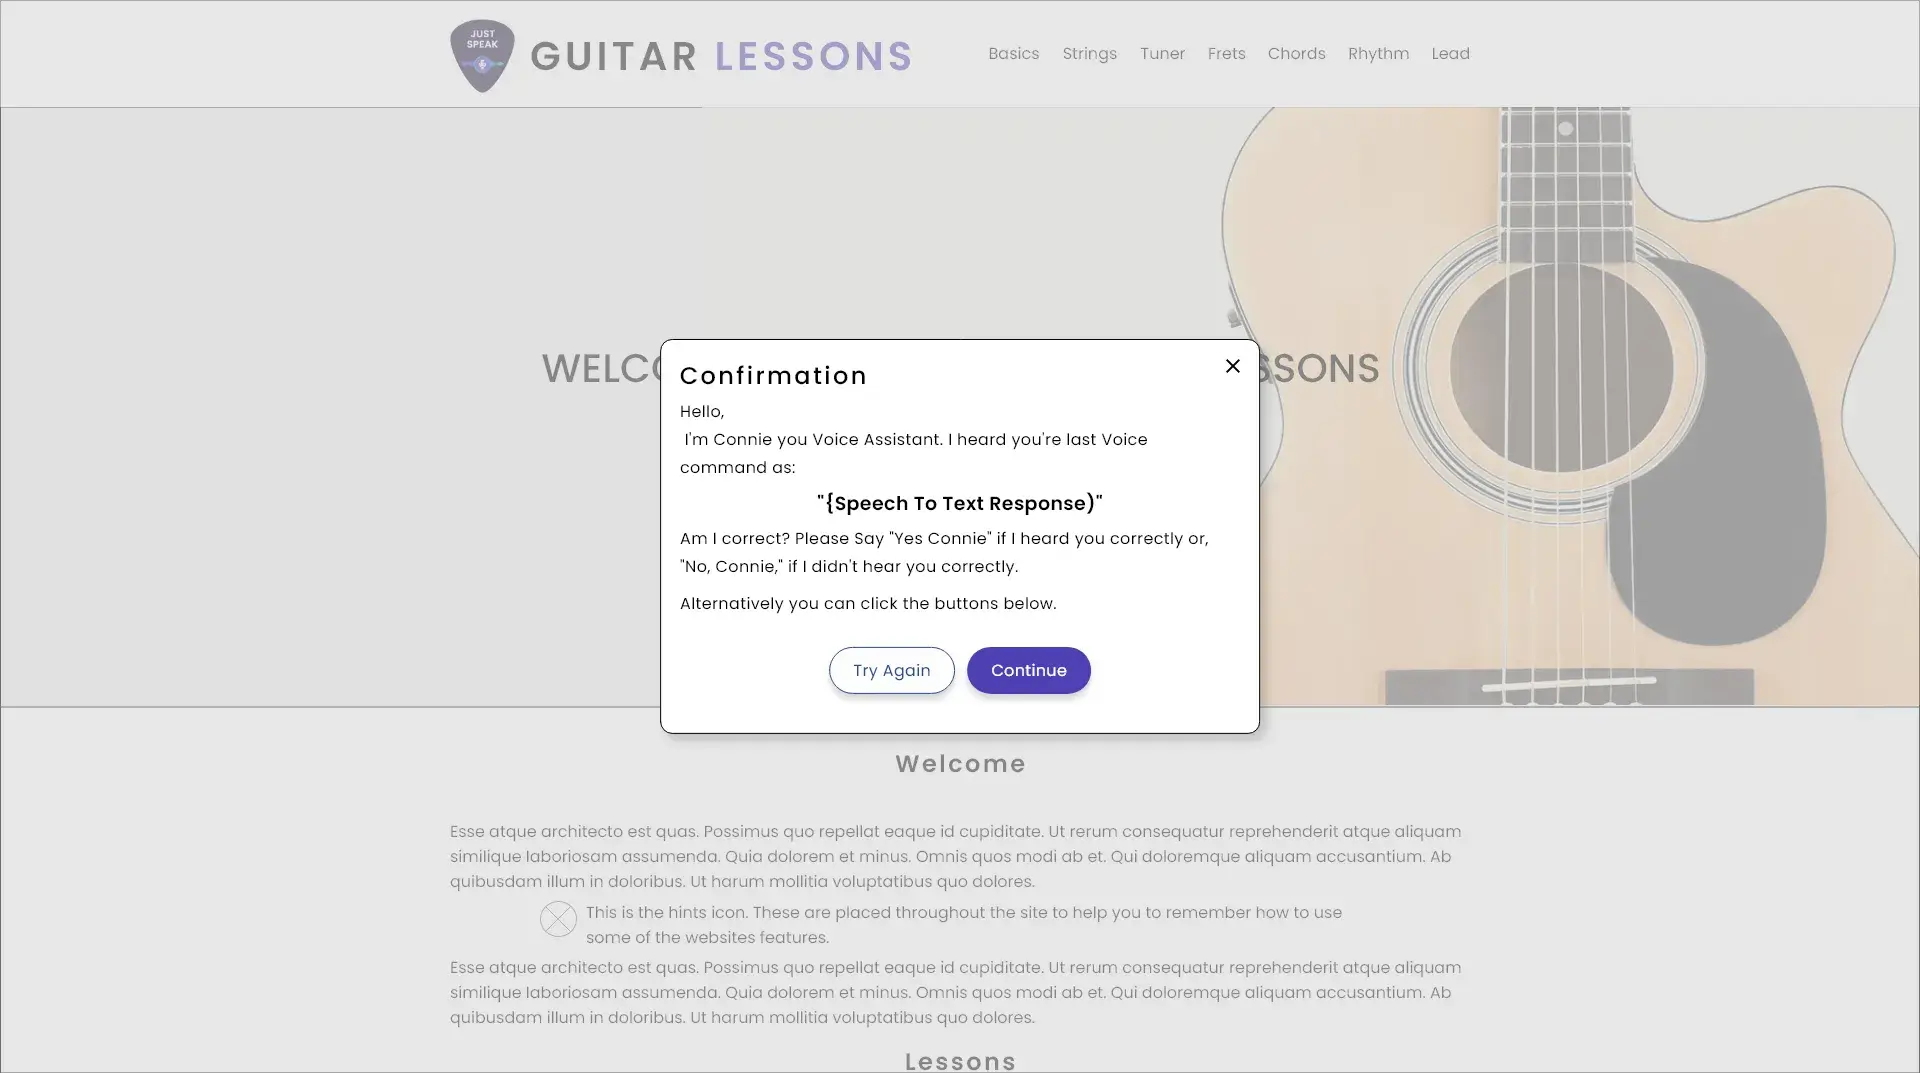 JUST
SPEAK
GUITAR LESSONS
Basics Strings Tuner Frets Chords Rhythm Lead
Confirmation
Hello,
I'm Connie you Voice Assistant. I heard you're last Voice
command as:
"{Speech To Text Response)"
Am I correct? Please Say "Yes Connie" if I heard you correctly or,
"No, Connie," if I didn't hear you correctly.
Alternatively you can click the buttons below.
Try Again Continue
Welcome
Esse atque architecto est quas. Possimus quo repellat eaque id cupiditate. Ut rerum consequatur reprehenderit atque aliquam
similique laboriosam assumenda. Quia dolorem et minus. Omnis quos modi ab et. Qui doloremque aliquam accusantium. Ab
quibusdam illum in doloribus. Ut harum mollitia voluptatibus quo dolores.
This is the hints icon. These are placed throughout the site to help you to remember how to use
some of the websites features.
Esse atque architecto est quas. Possimus quo repellat eaque id cupiditate. Ut rerum consequatur reprehenderit atque aliquam
similique laboriosam assumenda. Quia dolorem et minus. Omnis quos modi ab et. Qui doloremque aliquam accusantium. Ab
quibusdam illum in doloribus. Ut harum mollitia voluptatibus quo dolores.
Lessons